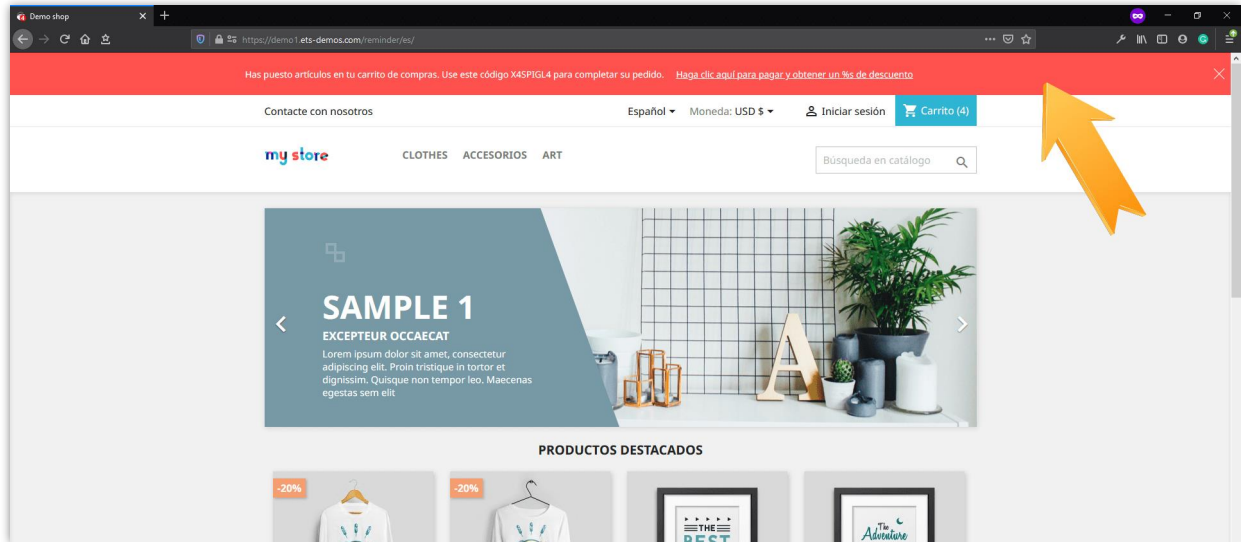 Demo shop
https://demo1.ets-demos.com/reminder/es/
Has puesto artículos en tu carrito de compras. Use este código X4SPIGL4 para completar su pedido. Haga clic aquí para pagar y obtener un %s de descuento
Contacte con nosotros
Español
Moneda: USD $
Iniciar sesión
Carrito (4)
my store
CLOTHES ACCESORIOS ART
Búsqueda en catálogo
SAMPLE 1
EXCEPTEUR OCCAECAT
Lorem ipsum dolor sit amet, consectetur
adipiscing elit. Proin tristique in tortor et
dignissim. Quisque non tempor leo. Maecenas
egestas sem elit
A
PRODUCTOS DESTACADOS
-20%
-20%
THE
BEST
The
Adventure